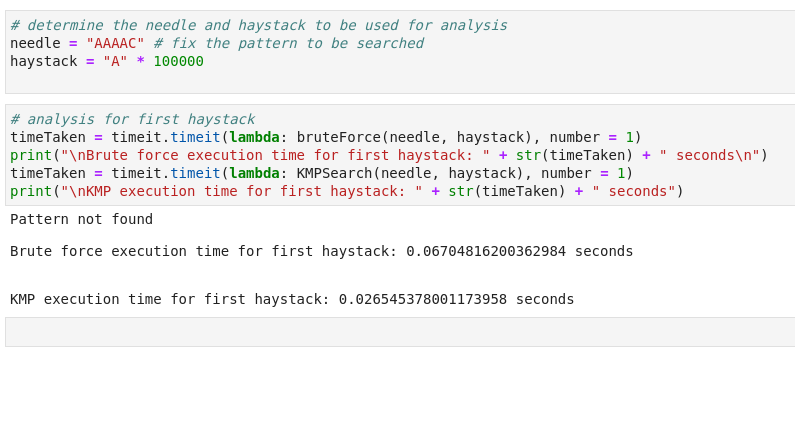 # determine the needle and haystack to be used for analysis
needle = "AAAAC" # fix the pattern to be searched
haystack = "A" * 100000
# analysis for first haystack
timeTaken = timeit.timeit(lambda: bruteForce(needle, haystack), number = 1)
print("\nBrute force execution time for first haystack: " + str(timeTaken) + " seconds\n")
timeTaken = timeit.timeit(lambda: KMPSearch(needle, haystack), number = 1)
print("\nKMP execution time for first haystack: " + str(timeTaken) + " seconds")
Pattern not found
Brute force execution time for first haystack: 0.06704816200362984 seconds
KMP execution time for first haystack: 0.026545378001173958 seconds